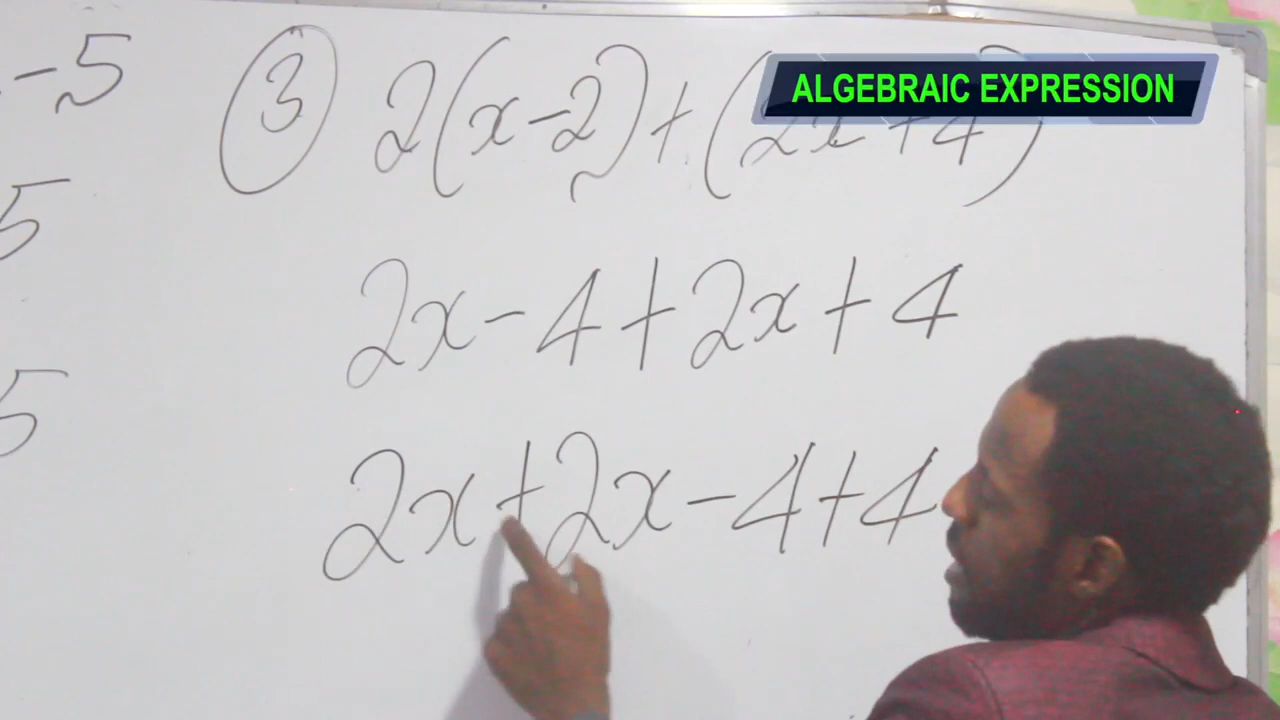 -5
③ 2(x-2)+(2x+4)
ALGEBRAIC EXPRESSION
5
2x-4+2x+4
5
2x+2x-4+4